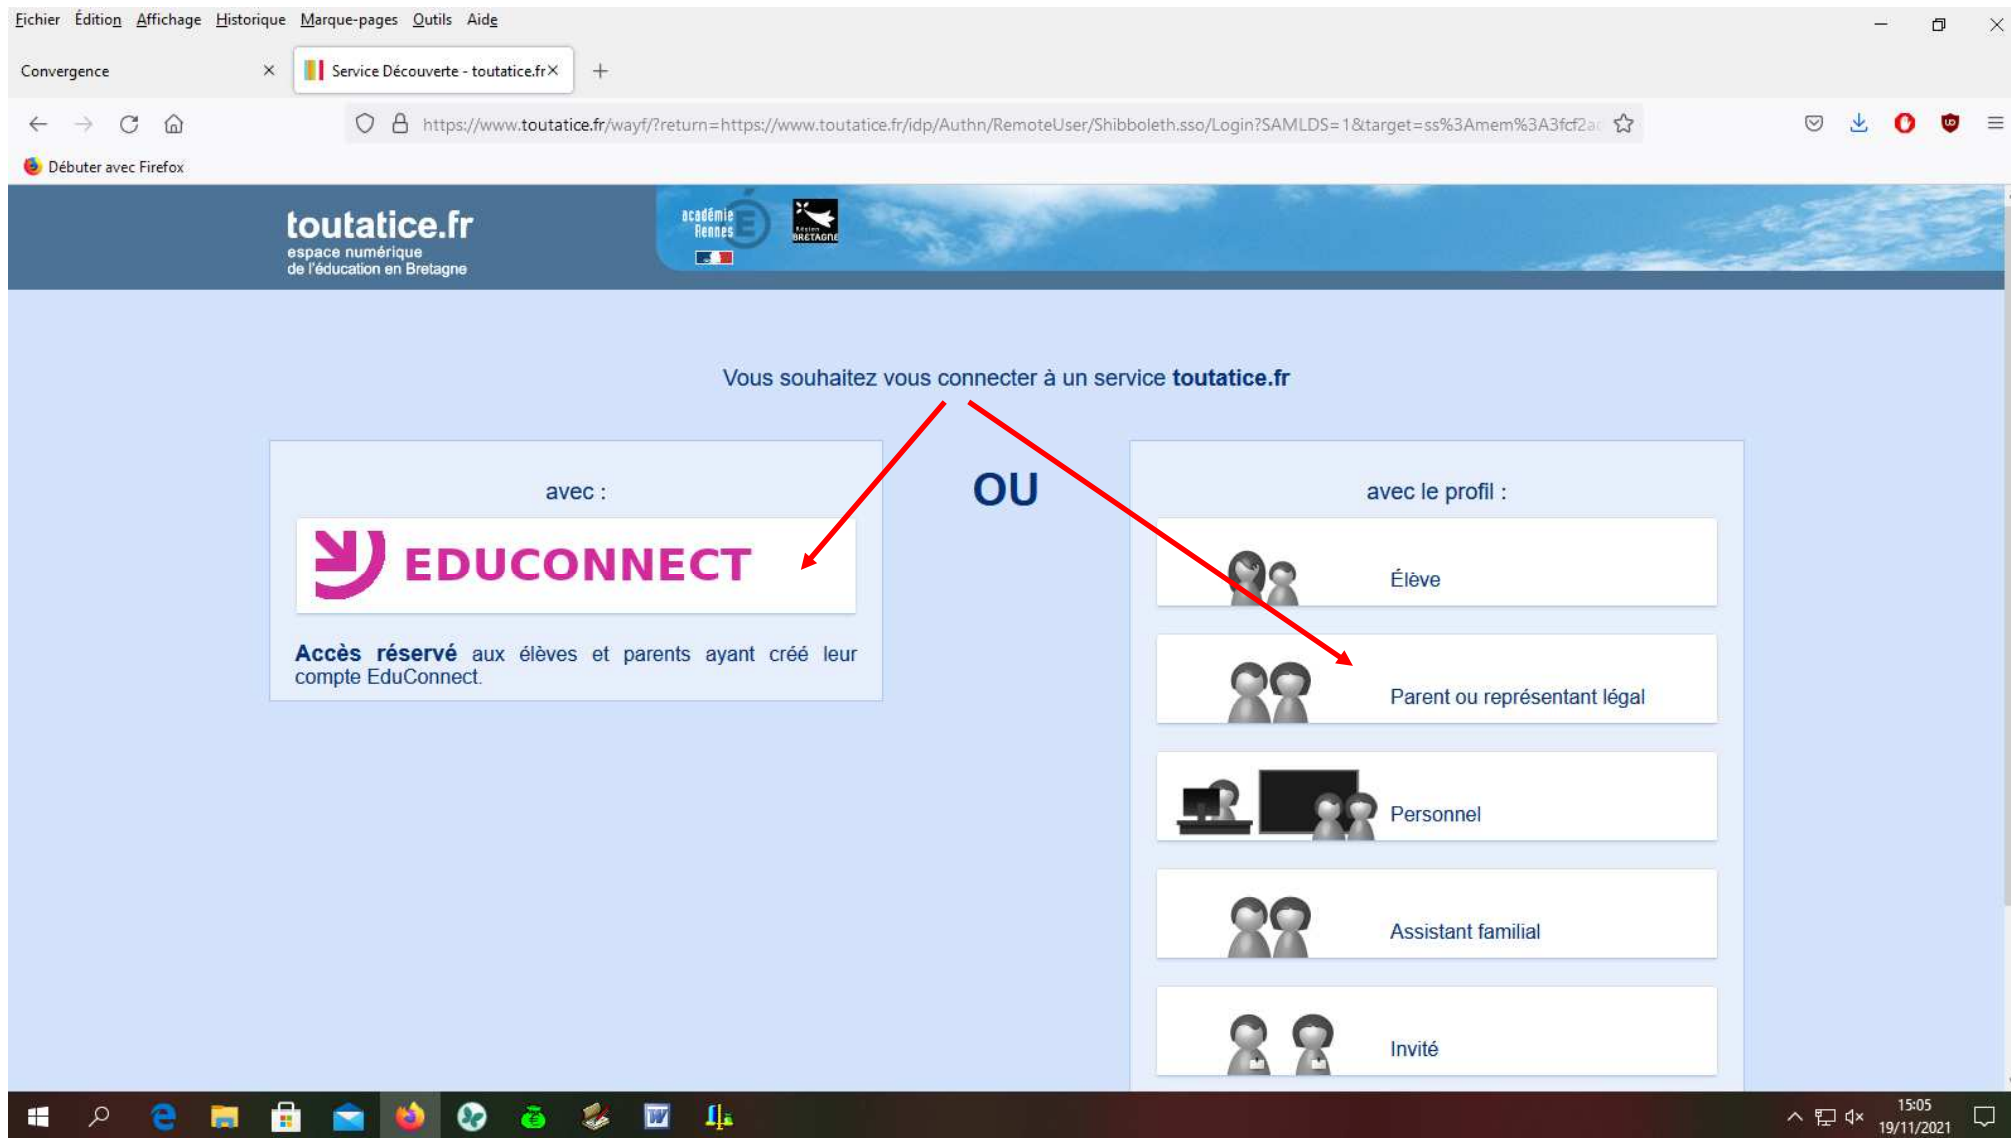 Fichier Édition Affichage Historique Marque-pages Outils Aide
Convergence
Service Découverte - toutatice.fr
https://www.toutatice.fr/wayf/?return=https://www.toutatice.fr/idp/Authn/RemoteUser/Shibboleth.sso/Login?SAMLDS=1&target=ss%3Amem%3A3fcf2a
Débuter avec Firefox
toutatice.fr
espace numérique
de l'éducation en Bretagne
académie
Rennes
Région
BRETAGNE
Vous souhaitez vous connecter à un service toutatice.fr
avec :
EDUCONNECT
Accès réservé aux élèves et parents ayant créé leur
compte EduConnect.
OU
avec le profil :
Élève
Parent ou représentant légal
Personnel
Assistant familial
Invité
15:05
19/11/2021